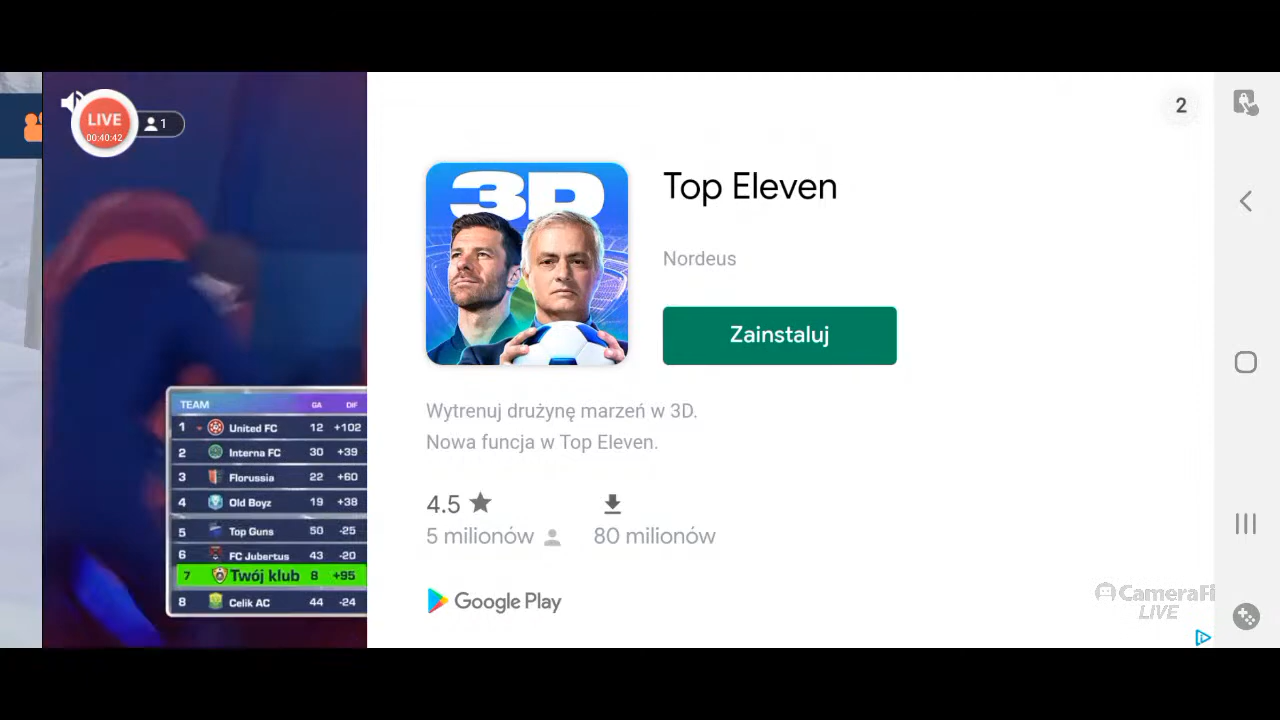 LIVE
00:40:42
1
2
3D
Top Eleven
Nordeus
Zainstaluj
Wytrenuj drużynę marzeń w 3D.
Nowa funcja w Top Eleven.
4.5
5 milionów
80 milionów
Google Play
TEAM GA DIF
1 United FC 12 +102
2 Interna FC 30 +39
3 Florussia 22 +60
4 Old Boyz 19 +38
5 Top Guns 50 -25
6 FC Jubertus 43 -20
7 Twój klub 8 +95
8 Celik AC 44 -24
CameraFi
LIVE